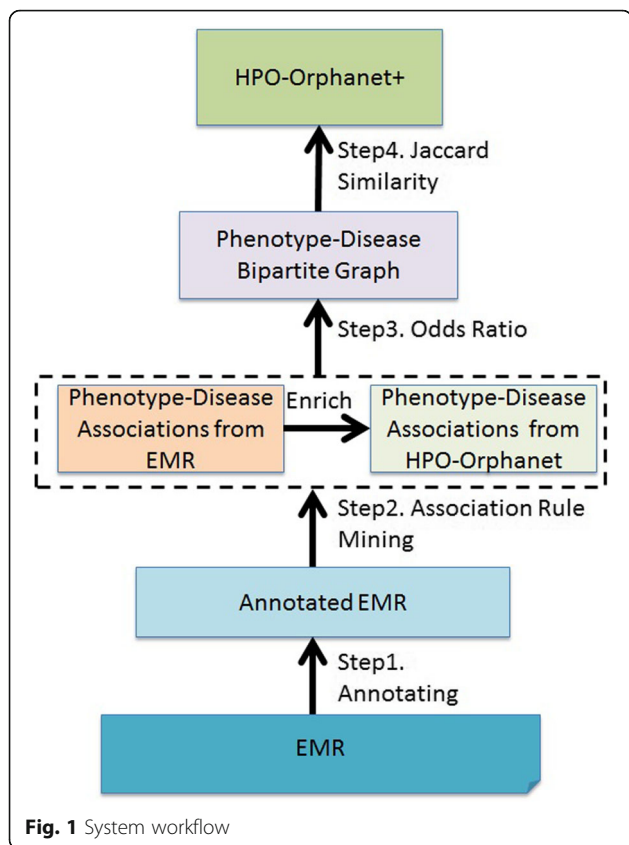 HPO-Orphanet+
Step4. Jaccard
Similarity
Phenotype-Disease
Bipartite Graph
Step3. Odds Ratio
Phenotype-Disease
Associations from
EMR
Enrich
Phenotype-Disease
Associations from
HPO-Orphanet
Step2. Association Rule
Mining
Annotated EMR
Step1.
Annotating
EMR
Fig. 1 System workflow